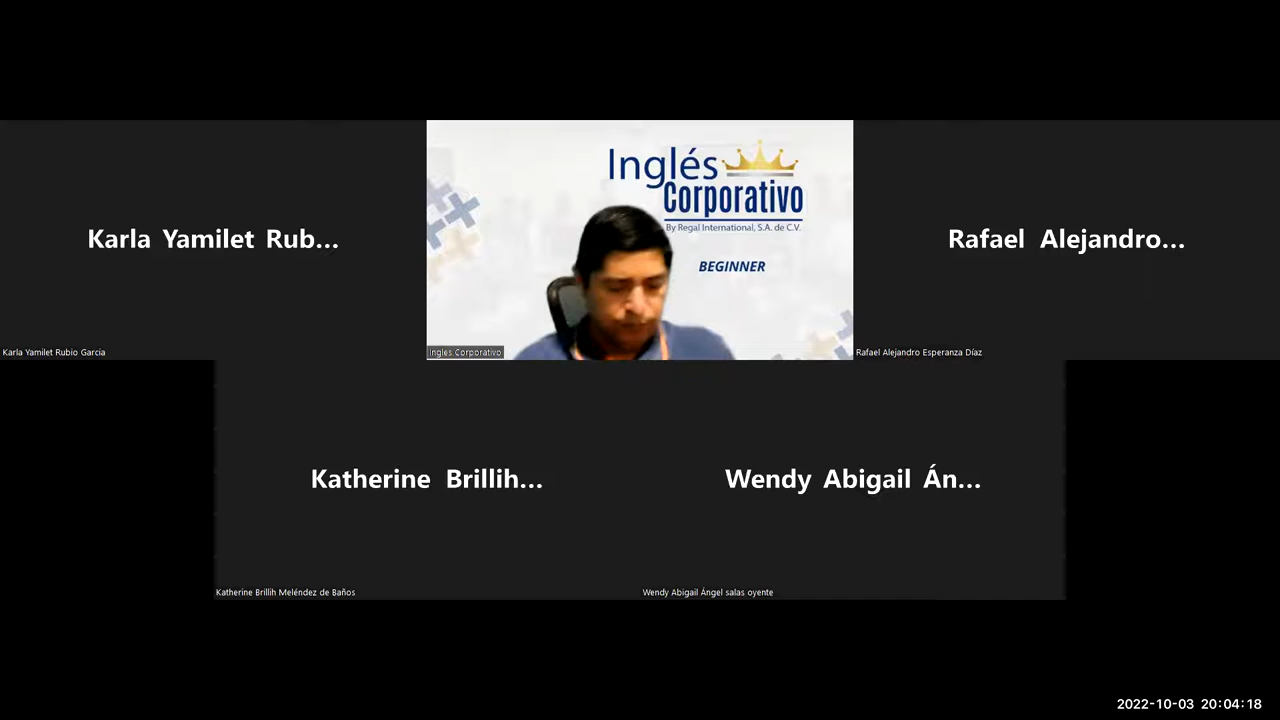 Karla Yamilet Rub...
Karla Yamilet Rubio Garcia
Inglés
Corporativo
By Regal International, S.A. de C.V.
BEGINNER
Ingles Corporativo
Rafael Alejandro...
Rafael Alejandro Esperanza Díaz
Katherine Brillih...
Katherine Brillih Meléndez de Baños
Wendy Abigail Án...
Wendy Abigail Ángel salas oyente
2022-10-03 20:04:18